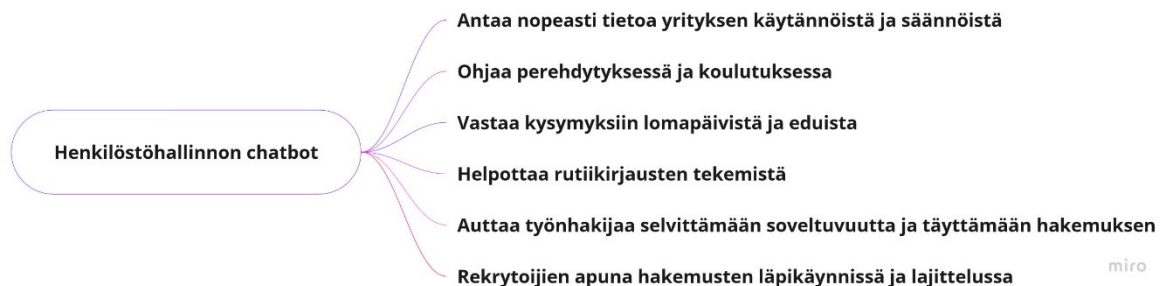 Antaa nopeasti tietoa yrityksen käytännöistä ja säännöistä
Ohjaa perehdytyksessä ja koulutuksessa
Vastaa kysymyksiin lomapäivistä ja eduista
Henkilöstöhallinnon chatbot
Helpottaa rutiikirjausten tekemistä
Auttaa työnhakijaa selvittämään soveltuvuutta ja täyttämään hakemuksen
Rekrytoijien apuna hakemusten läpikäynnissä ja lajittelussa
miro